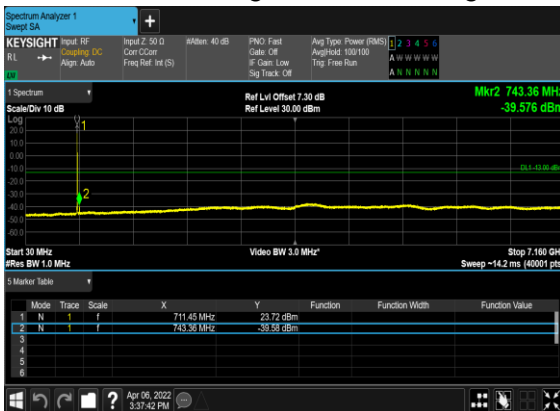 Spectrum Analyzer 1
Swept SA
KEYSIGHT Input: RF Input Z: 50 Ω #Atten: 40 dB PNO: Fast Avg Type: Power (RMS) 1 2 3 4 5 6
RL Coupling: DC Corr CCorr Gate: Off Avg|Hold: 100/100 A W W W W W
Align: Auto Freq Ref: Int (S) IF Gain: Low Trig: Free Run
LV Sig Track: Off A N N N N N
1 Spectrum Ref Lvl Offset 7.30 dB Mkr2 743.36 MHz
Scale/Div 10 dB Ref Level 30.00 dBm -39.576 dBm
Log
20.0
10.0
0.00
-10.0
-20.0
-30.0
-40.0
-50.0
-60.0
1
2
DL1 -13.00 dBm
Start 30 MHz Video BW 3.0 MHz* Stop 7.160 GH
#Res BW 1.0 MHz Sweep ~14.2 ms (40001 pts
5 Marker Table
Mode Trace Scale X Y Function Function Width Function Value
1 N 1 f 711.45 MHz 23.72 dBm
2 N 1 f 743.36 MHz -39.58 dBm
3
4
5
6
? Apr 06, 2022
3:37:42 PM